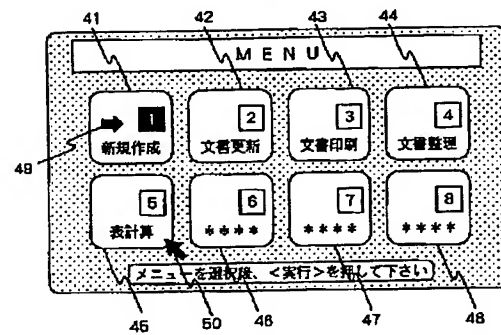 41 42 43 44
MENU
1 2 3 4
新規作成 文書更新 文書印刷 文書整理
49
5 6 7 8
表計算 **** **** ****
メニューを選択段、<実行>を押して下さい
45 50 46 47 48